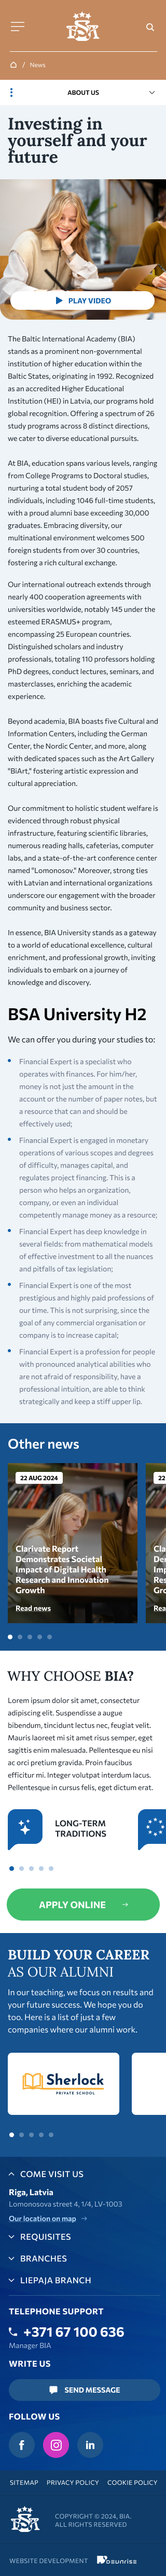 BSA
/ News
ABOUT US
Investing in
yourself and your
future
PLAY VIDEO
The Baltic International Academy (BIA)
stands as a prominent non-governmental
institution of higher education within the
Baltic States, originating in 1992. Recognized
as an accredited Higher Educational
Institution (HEI) in Latvia, our programs hold
global recognition. Offering a spectrum of 26
study programs across 8 distinct directions,
we cater to diverse educational pursuits.
At BIA, education spans various levels, ranging
from College Programs to Doctoral studies,
nurturing a total student body of 2057
individuals, including 1046 full-time students,
with a proud alumni base exceeding 30,000
graduates. Embracing diversity, our
multinational environment welcomes over 500
foreign students from over 30 countries,
fostering a rich cultural exchange.
Our international outreach extends through
nearly 400 cooperation agreements with
universities worldwide, notably 145 under the
esteemed ERASMUS+ program,
encompassing 25 European countries.
Distinguished scholars and industry
professionals, totaling 110 professors holding
PhD degrees, conduct lectures, seminars, and
masterclasses, enriching the academic
experience.
Beyond academia, BIA boasts five Cultural and
Information Centers, including the German
Center, the Nordic Center, and more, along
with dedicated spaces such as the Art Gallery
"BiArt," fostering artistic expression and
cultural appreciation.
Our commitment to holistic student welfare is
evidenced through robust physical
infrastructure, featuring scientific libraries,
numerous reading halls, cafeterias, computer
labs, and a state-of-the-art conference center
named "Lomonosov." Moreover, strong ties
with Latvian and international organizations
underscore our engagement with the broader
community and business sector.
In essence, BIA University stands as a gateway
to a world of educational excellence, cultural
enrichment, and professional growth, inviting
individuals to embark on a journey of
knowledge and discovery.
BSA University H2
We can offer you during your studies to:
Financial Expert is a specialist who
operates with finances. For him/her,
money is not just the amount in the
account or the number of paper notes, but
a resource that can and should be
effectively used;
Financial Expert is engaged in monetary
operations of various scopes and degrees
of difficulty, manages capital, and
regulates project financing. This is a
person who helps an organization,
company, or even an individual
competently manage money as a resource;
Financial Expert has deep knowledge in
several fields: from mathematical models
of effective investment to all the nuances
and pitfalls of tax legislation;
Financial Expert is one of the most
prestigious and highly paid professions of
our time. This is not surprising, since the
goal of any commercial organisation or
company is to increase capital;
Financial Expert is a profession for people
with pronounced analytical abilities who
are not afraid of responsibility, have a
professional intuition, are able to think
strategically and keep a stiff upper lip.
Other news
22 AUG 2024
Clarivate Report
Demonstrates Societal
Impact of Digital Health
Research and Innovation
Growth
Read news
22
WHY CHOOSE BIA?
Lorem ipsum dolor sit amet, consectetur
adipiscing elit. Suspendisse a augue
bibendum, tincidunt lectus nec, feugiat velit.
Mauris laoreet mi sit amet risus semper, eget
sagittis enim malesuada. Pellentesque eu nisi
ac orci pretium cursus. Proin faucibus
efficitur mi. Integer volutpat interdum lacus.
Pellentesque in cursus felis, eget dictum erat.
LONG-TERM
TRADITIONS
APPLY ONLINE
BUILD YOUR CAREER
AS OUR ALUMNI
In our teaching, we focus on results and
your future success. We hope you do
too. Here is a list of just a few
companies where our alumni work.
Sherlock
PRIVATE SCHOOL
COME VISIT US
Riga, Latvia
Lomonosova street 4, 1/4, LV-1003
Our location on map
REQUISITES
BRANCHES
LIEPAJA BRANCH
TELEPHONE SUPPORT
+371 67 100 636
Manager BIA
WRITE US
SEND MESSAGE
FOLLOW US
SITEMAP PRIVACY POLICY COOKIE POLICY
BSA
COPYRIGHT © 2024, BIA.
ALL RIGHTS RESERVED
WEBSITE DEVELOPMENT sunrise